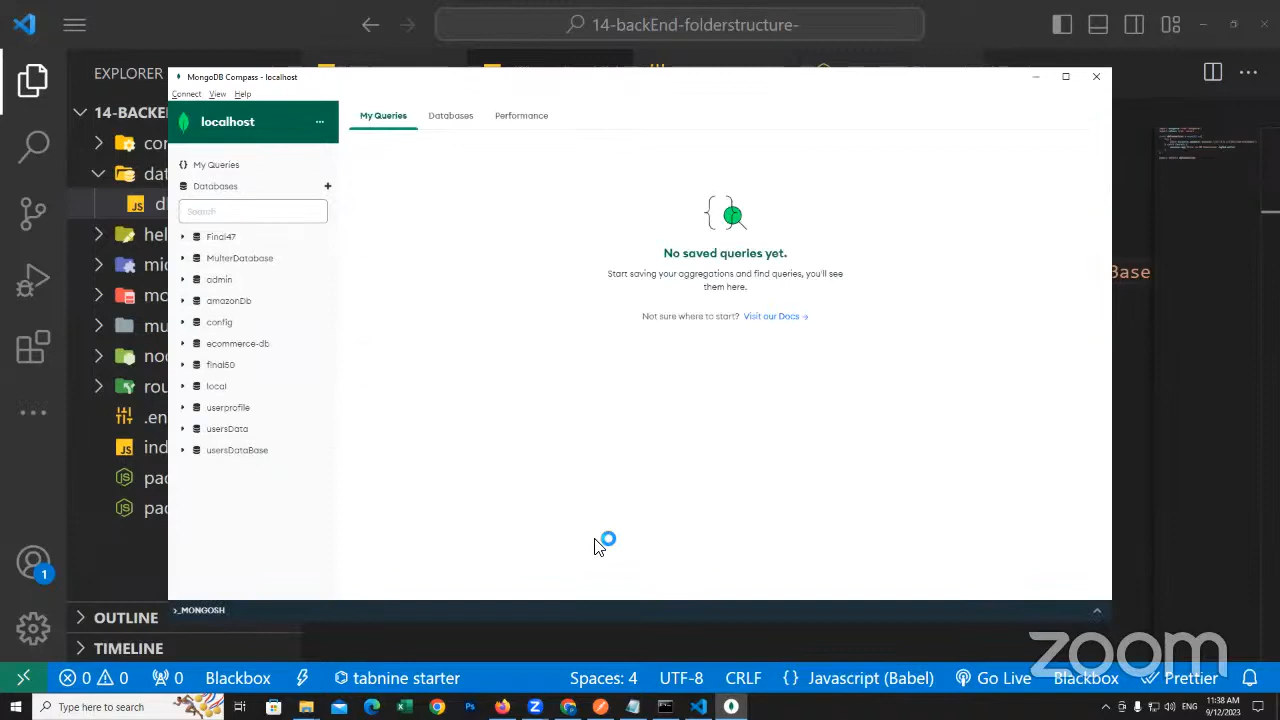 14-backEnd-folderstructure-
EXPLORER
MongoDB Compass - localhost
Connect View Help
localhost
My Queries Databases Performance
14-BACKE
My Queries
Databases
Search
Final47
MulterDatabase
admin
amazonDb
config
ecommerce-db
final50
local
userprofile
usersData
usersDataBase
No saved queries yet.
Start saving your aggregations and find queries, you'll see
them here.
Not sure where to start? Visit our Docs
Base
.en
>_MONGOSH
OUTLINE
TIMELINE
zoom
0 0 0 Blackbox tabnine starter Spaces: 4 UTF-8 CRLF {} Javascript (Babel) Go Live Blackbox Prettier
1
Type here to search
ENG
11:38 AM
9/12/2023